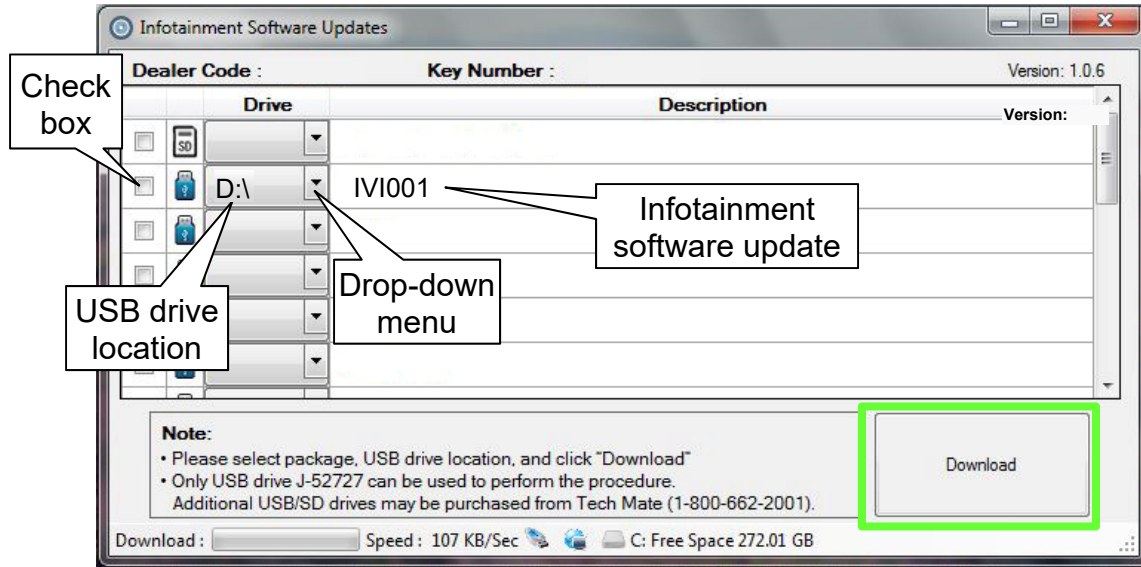 Infotainment Software Updates
Dealer Code :
Key Number :
Version: 1.0.6
Check
box
Drive
Description
Version:
SD
D:\
IVI001
Infotainment
software update
Drop-down
menu
USB drive
location
Note:
• Please select package, USB drive location, and click "Download"
• Only USB drive J-52727 can be used to perform the procedure.
Additional USB/SD drives may be purchased from Tech Mate (1-800-662-2001).
Download
Download :
Speed : 107 KB/Sec
C: Free Space 272.01 GB